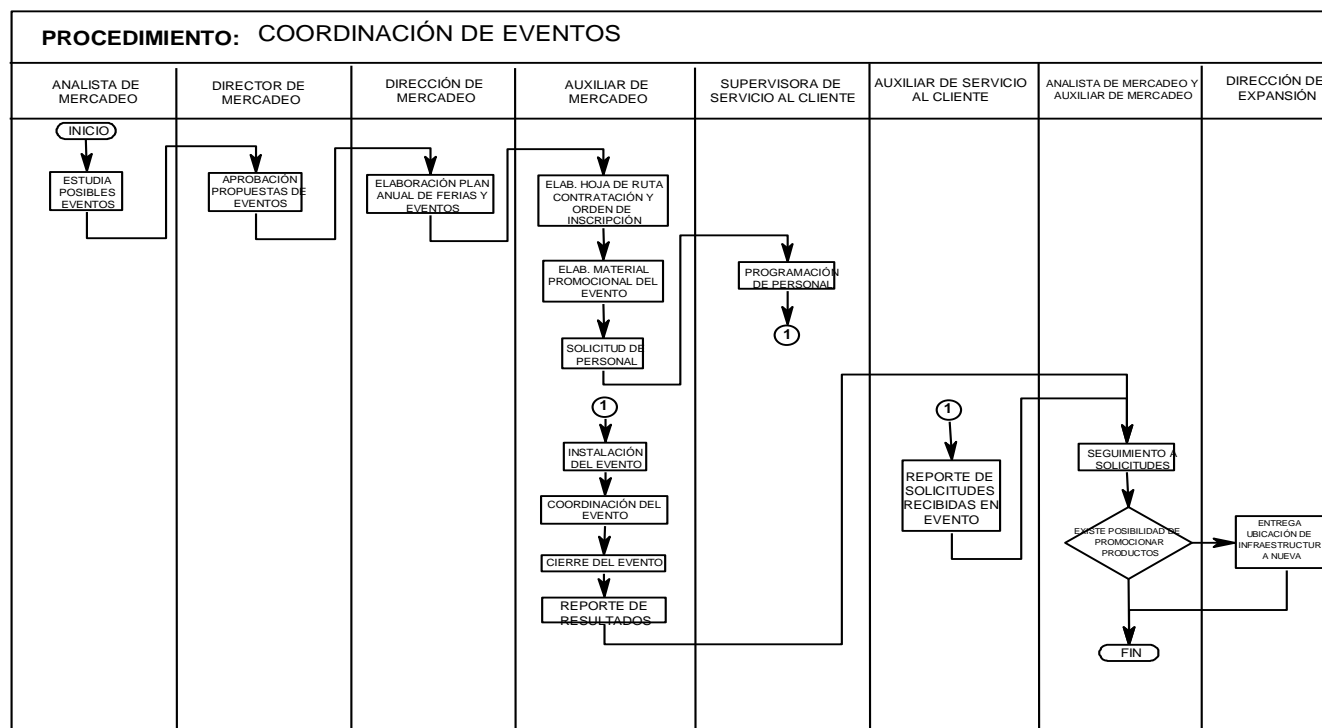 PROCEDIMIENTO: COORDINACIÓN DE EVENTOS
ANALISTA DE
MERCADEO
DIRECTOR DE
MERCADEO
DIRECCIÓN DE
MERCADEO
AUXILIAR DE
MERCADEO
SUPERVISORA DE
SERVICIO AL CLIENTE
AUXILIAR DE SERVICIO
AL CLIENTE
ANALISTA DE MERCADEO Y
AUXILIAR DE MERCADEO
DIRECCIÓN DE
EXPANSIÓN
INICIO
ESTUDIA
POSIBLES
EVENTOS
APROBACIÓN
PROPUESTAS DE
EVENTOS
ELABORACIÓN PLAN
ANUAL DE FERIAS Y
EVENTOS
ELAB. HOJA DE RUTA
CONTRATACIÓN Y
ORDEN DE
INSCRIPCIÓN
ELAB. MATERIAL
PROMOCIONAL DEL
EVENTO
SOLICITUD DE
PERSONAL
PROGRAMACIÓN
DE PERSONAL
1
1
INSTALACIÓN
DEL EVENTO
COORDINACIÓN DEL
EVENTO
CIERRE DEL EVENTO
REPORTE DE
RESULTADOS
1
REPORTE DE
SOLICITUDES
RECIBIDAS EN
EVENTO
SEGUIMIENTO A
SOLICITUDES
EXISTE POSIBILIDAD DE
PROMOCIONAR
PRODUCTOS
ENTREGA
UBICACIÓN DE
INFRAESTRUCTUR
A NUEVA
FIN